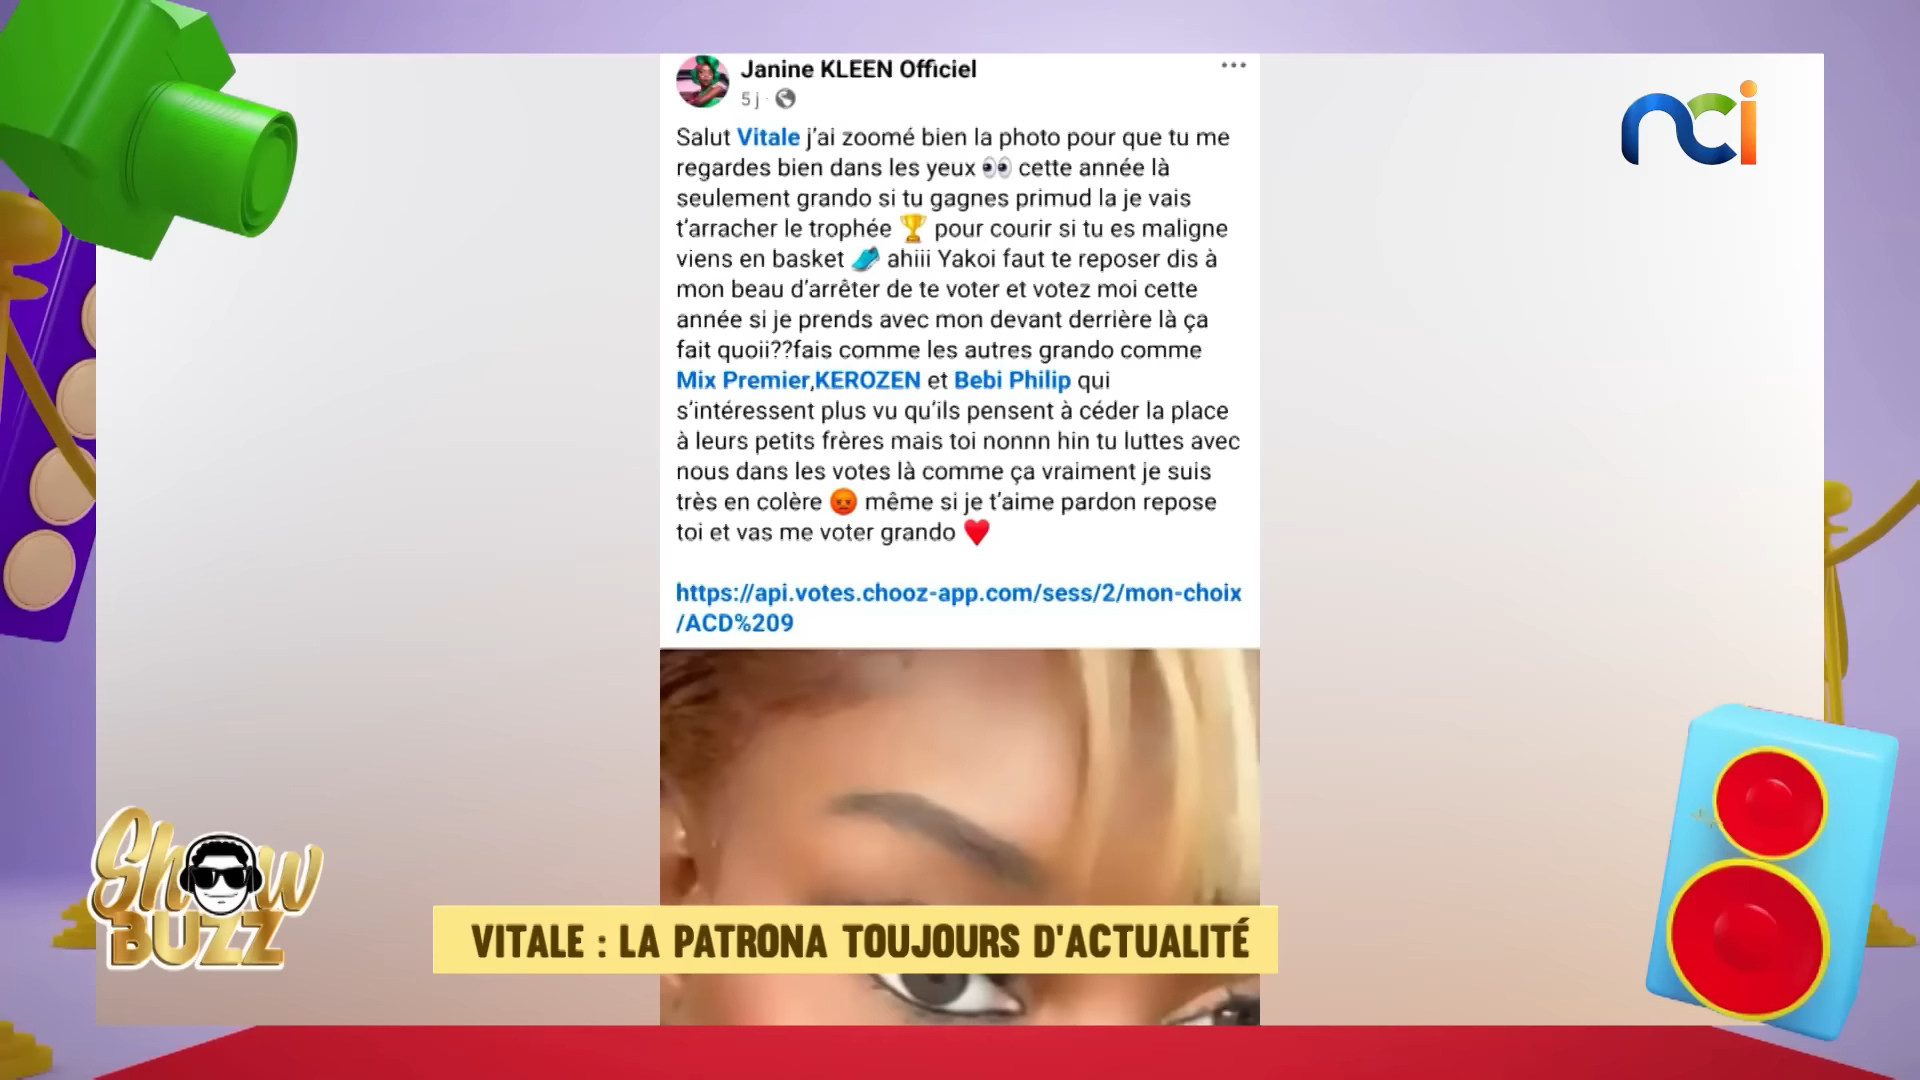 Janine KLEEN Officiel
5 j
nci
Salut Vitale j'ai zoomé bien la photo pour que tu me
regardes bien dans les yeux 👀 cette année là
seulement grando si tu gagnes primud la je vais
t'arracher le trophée 🏆 pour courir si tu es maligne
viens en basket 👟 ahiii Yakoi faut te reposer dis à
mon beau d'arrêter de te voter et votez moi cette
année si je prends avec mon devant derrière là ça
fait quoii??fais comme les autres grando comme
Mix Premier,KEROZEN et Bebi Philip qui
s'intéressent plus vu qu'ils pensent à céder la place
à leurs petits frères mais toi nonnn hin tu luttes avec
nous dans les votes là comme ça vraiment je suis
très en colère 😡 même si je t'aime pardon repose
toi et vas me voter grando ♥️
https://api.votes.chooz-app.com/sess/2/mon-choix
/ACD%209
Show
BUZZ
VITALE : LA PATRONA TOUJOURS D'ACTUALITÉ